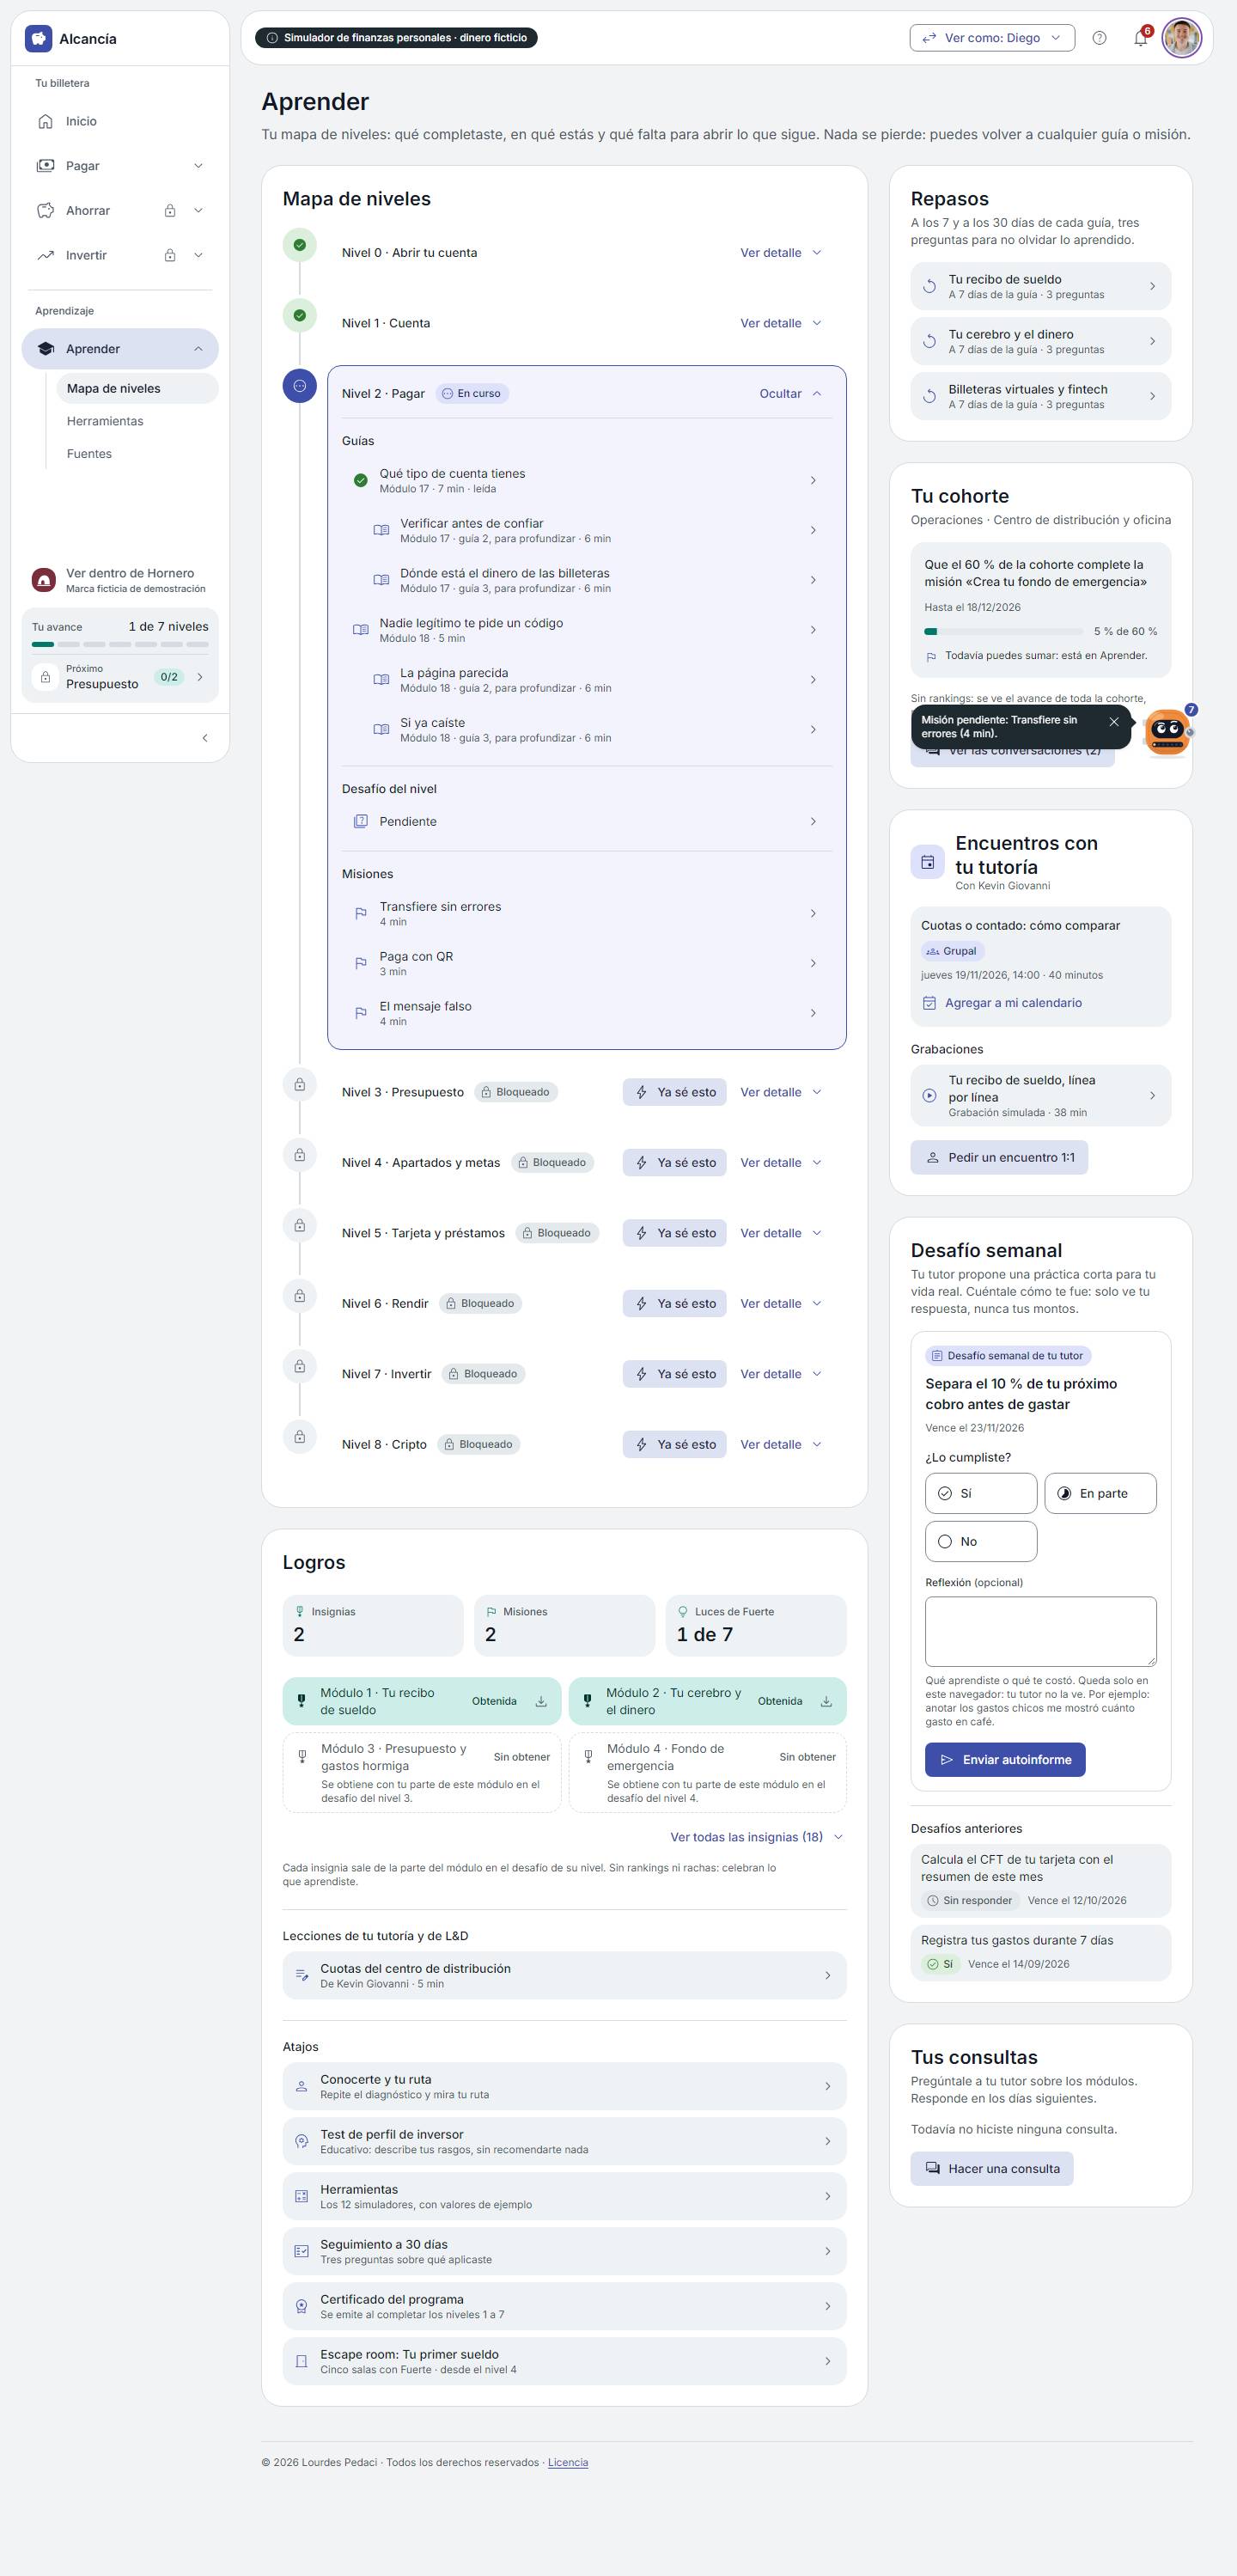 Alcancía
Tu billetera
Inicio
Pagar
Ahorrar
Invertir
Aprendizaje
Aprender
Mapa de niveles
Herramientas
Fuentes
Ver dentro de Hornero
Marca ficticia de demostración
Tu avance
1 de 7 niveles
Próximo
Presupuesto
0/2
Simulador de finanzas personales · dinero ficticio
Ver como: Diego
6
Aprender
Tu mapa de niveles: qué completaste, en qué estás y qué falta para abrir lo que sigue. Nada se pierde: puedes volver a cualquier guía o misión.
Mapa de niveles
Nivel 0 · Abrir tu cuenta
Ver detalle
Nivel 1 · Cuenta
Ver detalle
Nivel 2 · Pagar
En curso
Ocultar
Guías
Qué tipo de cuenta tienes
Módulo 17 · 7 min · leída
Verificar antes de confiar
Módulo 17 · guía 2, para profundizar · 6 min
Dónde está el dinero de las billeteras
Módulo 17 · guía 3, para profundizar · 6 min
Nadie legítimo te pide un código
Módulo 18 · 5 min
La página parecida
Módulo 18 · guía 2, para profundizar · 6 min
Si ya caíste
Módulo 18 · guía 3, para profundizar · 6 min
Desafío del nivel
Pendiente
Misiones
Transfiere sin errores
4 min
Paga con QR
3 min
El mensaje falso
4 min
Nivel 3 · Presupuesto
Bloqueado
Ya sé esto
Ver detalle
Nivel 4 · Apartados y metas
Bloqueado
Ya sé esto
Ver detalle
Nivel 5 · Tarjeta y préstamos
Bloqueado
Ya sé esto
Ver detalle
Nivel 6 · Rendir
Bloqueado
Ya sé esto
Ver detalle
Nivel 7 · Invertir
Bloqueado
Ya sé esto
Ver detalle
Nivel 8 · Cripto
Bloqueado
Ya sé esto
Ver detalle
Logros
Insignias
2
Misiones
2
Luces de Fuerte
1 de 7
Módulo 1 · Tu recibo
de sueldo
Obtenida
Módulo 2 · Tu cerebro y
el dinero
Obtenida
Módulo 3 · Presupuesto y
gastos hormiga
Sin obtener
Se obtiene con tu parte de este módulo en el
desafío del nivel 3.
Módulo 4 · Fondo de
emergencia
Sin obtener
Se obtiene con tu parte de este módulo en el
desafío del nivel 4.
Ver todas las insignias (18)
Cada insignia sale de la parte del módulo en el desafío de su nivel. Sin rankings ni rachas: celebran lo
que aprendiste.
Lecciones de tu tutoría y de L&D
Cuotas del centro de distribución
De Kevin Giovanni · 5 min
Atajos
Conocerte y tu ruta
Repite el diagnóstico y mira tu ruta
Test de perfil de inversor
Educativo: describe tus rasgos, sin recomendarte nada
Herramientas
Los 12 simuladores, con valores de ejemplo
Seguimiento a 30 días
Tres preguntas sobre qué aplicaste
Certificado del programa
Se emite al completar los niveles 1 a 7
Escape room: Tu primer sueldo
Cinco salas con Fuerte · desde el nivel 4
Repasos
A los 7 y a los 30 días de cada guía, tres
preguntas para no olvidar lo aprendido.
Tu recibo de sueldo
A 7 días de la guía · 3 preguntas
Tu cerebro y el dinero
A 7 días de la guía · 3 preguntas
Billeteras virtuales y fintech
A 7 días de la guía · 3 preguntas
Tu cohorte
Operaciones · Centro de distribución y oficina
Que el 60 % de la cohorte complete la
misión «Crea tu fondo de emergencia»
Hasta el 18/12/2026
5 % de 60 %
Todavía puedes sumar: está en Aprender.
Sin rankings: se ve el avance de toda la cohorte,
Misión pendiente: Transfiere sin
errores (4 min).
7
Ver las conversaciones (2)
Encuentros con
tu tutoría
Con Kevin Giovanni
Cuotas o contado: cómo comparar
Grupal
jueves 19/11/2026, 14:00 · 40 minutos
Agregar a mi calendario
Grabaciones
Tu recibo de sueldo, línea
por línea
Grabación simulada · 38 min
Pedir un encuentro 1:1
Desafío semanal
Tu tutor propone una práctica corta para tu
vida real. Cuéntale cómo te fue: solo ve tu
respuesta, nunca tus montos.
Desafío semanal de tu tutor
Separa el 10 % de tu próximo
cobro antes de gastar
Vence el 23/11/2026
¿Lo cumpliste?
Sí
En parte
No
Reflexión (opcional)
Qué aprendiste o qué te costó. Queda solo en
este navegador: tu tutor no la ve. Por ejemplo:
anotar los gastos chicos me mostró cuánto
gasto en café.
Enviar autoinforme
Desafíos anteriores
Calcula el CFT de tu tarjeta con el
resumen de este mes
Sin responder
Vence el 12/10/2026
Registra tus gastos durante 7 días
Sí
Vence el 14/09/2026
Tus consultas
Pregúntale a tu tutor sobre los módulos.
Responde en los días siguientes.
Todavía no hiciste ninguna consulta.
Hacer una consulta
© 2026 Lourdes Pedaci · Todos los derechos reservados · Licencia